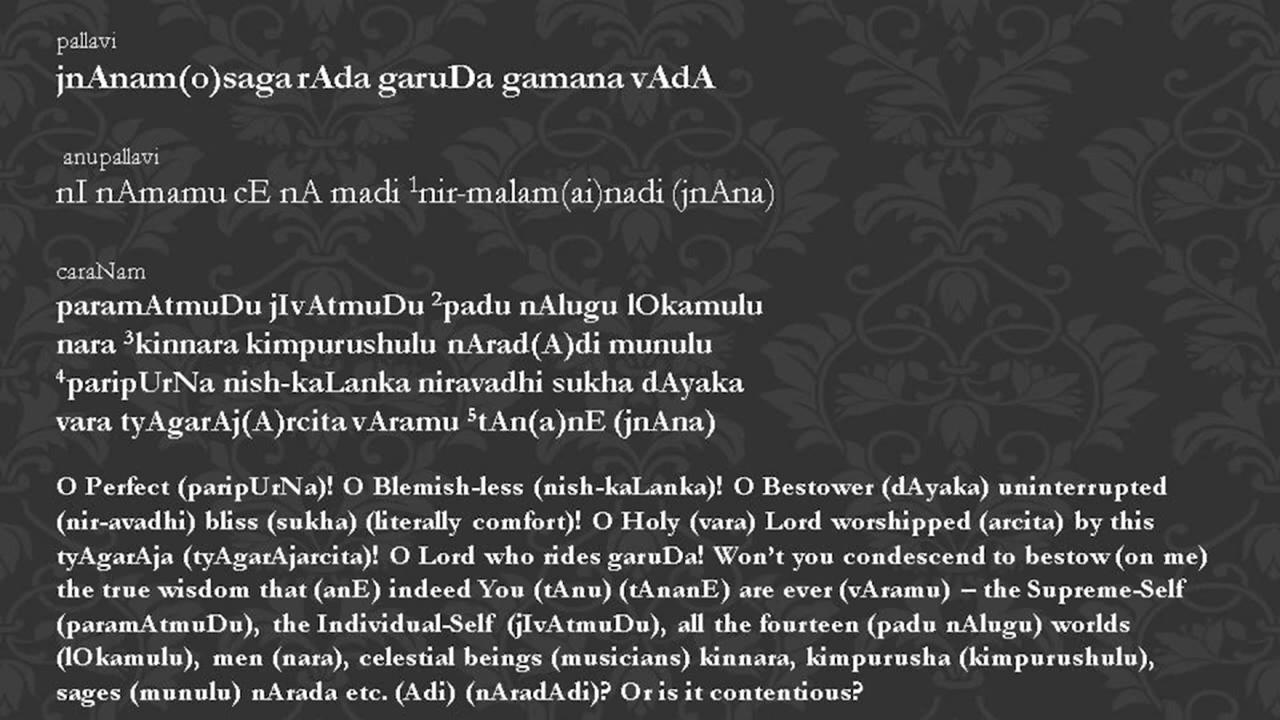 pallavi
jnAnam(o)saga rAda garuDa gamana vAdA
anupallavi
nI nAmamu cE nA madi ¹nir-malam(ai)nadi (jnAna)
caraNam
paramAtmuDu jIvAtmuDu ²padu nAlugu lOkamulu
nara ³kinnara kimpurushulu nArad(A)di munulu
⁴paripUrNa nish-kaLanka niravadhi sukha dAyaka
vara tyAgarAj(A)rcita vAramu ⁵tAn(a)nE (jnAna)
O Perfect (paripUrNa)! O Blemish-less (nish-kaLanka)! O Bestower (dAyaka) uninterrupted
(nir-avadhi) bliss (sukha) (literally comfort)! O Holy (vara) Lord worshipped (arcita) by this
tyAgarAja (tyAgarAjarcita)! O Lord who rides garuDa! Won’t you condescend to bestow (on me)
the true wisdom that (anE) indeed You (tAnu) (tAnanE) are ever (vAramu) – the Supreme-Self
(paramAtmuDu), the Individual-Self (jIvAtmuDu), all the fourteen (padu nAlugu) worlds
(lOkamulu), men (nara), celestial beings (musicians) kinnara, kimpurusha (kimpurushulu),
sages (munulu) nArada etc. (Adi) (nAradAdi)? Or is it contentious?